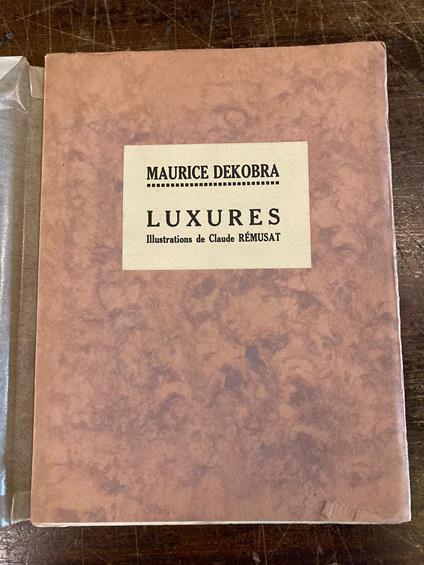 MAURICE DEKOBRA
LUXURES
Illustrations de Claude RÉMUSAT